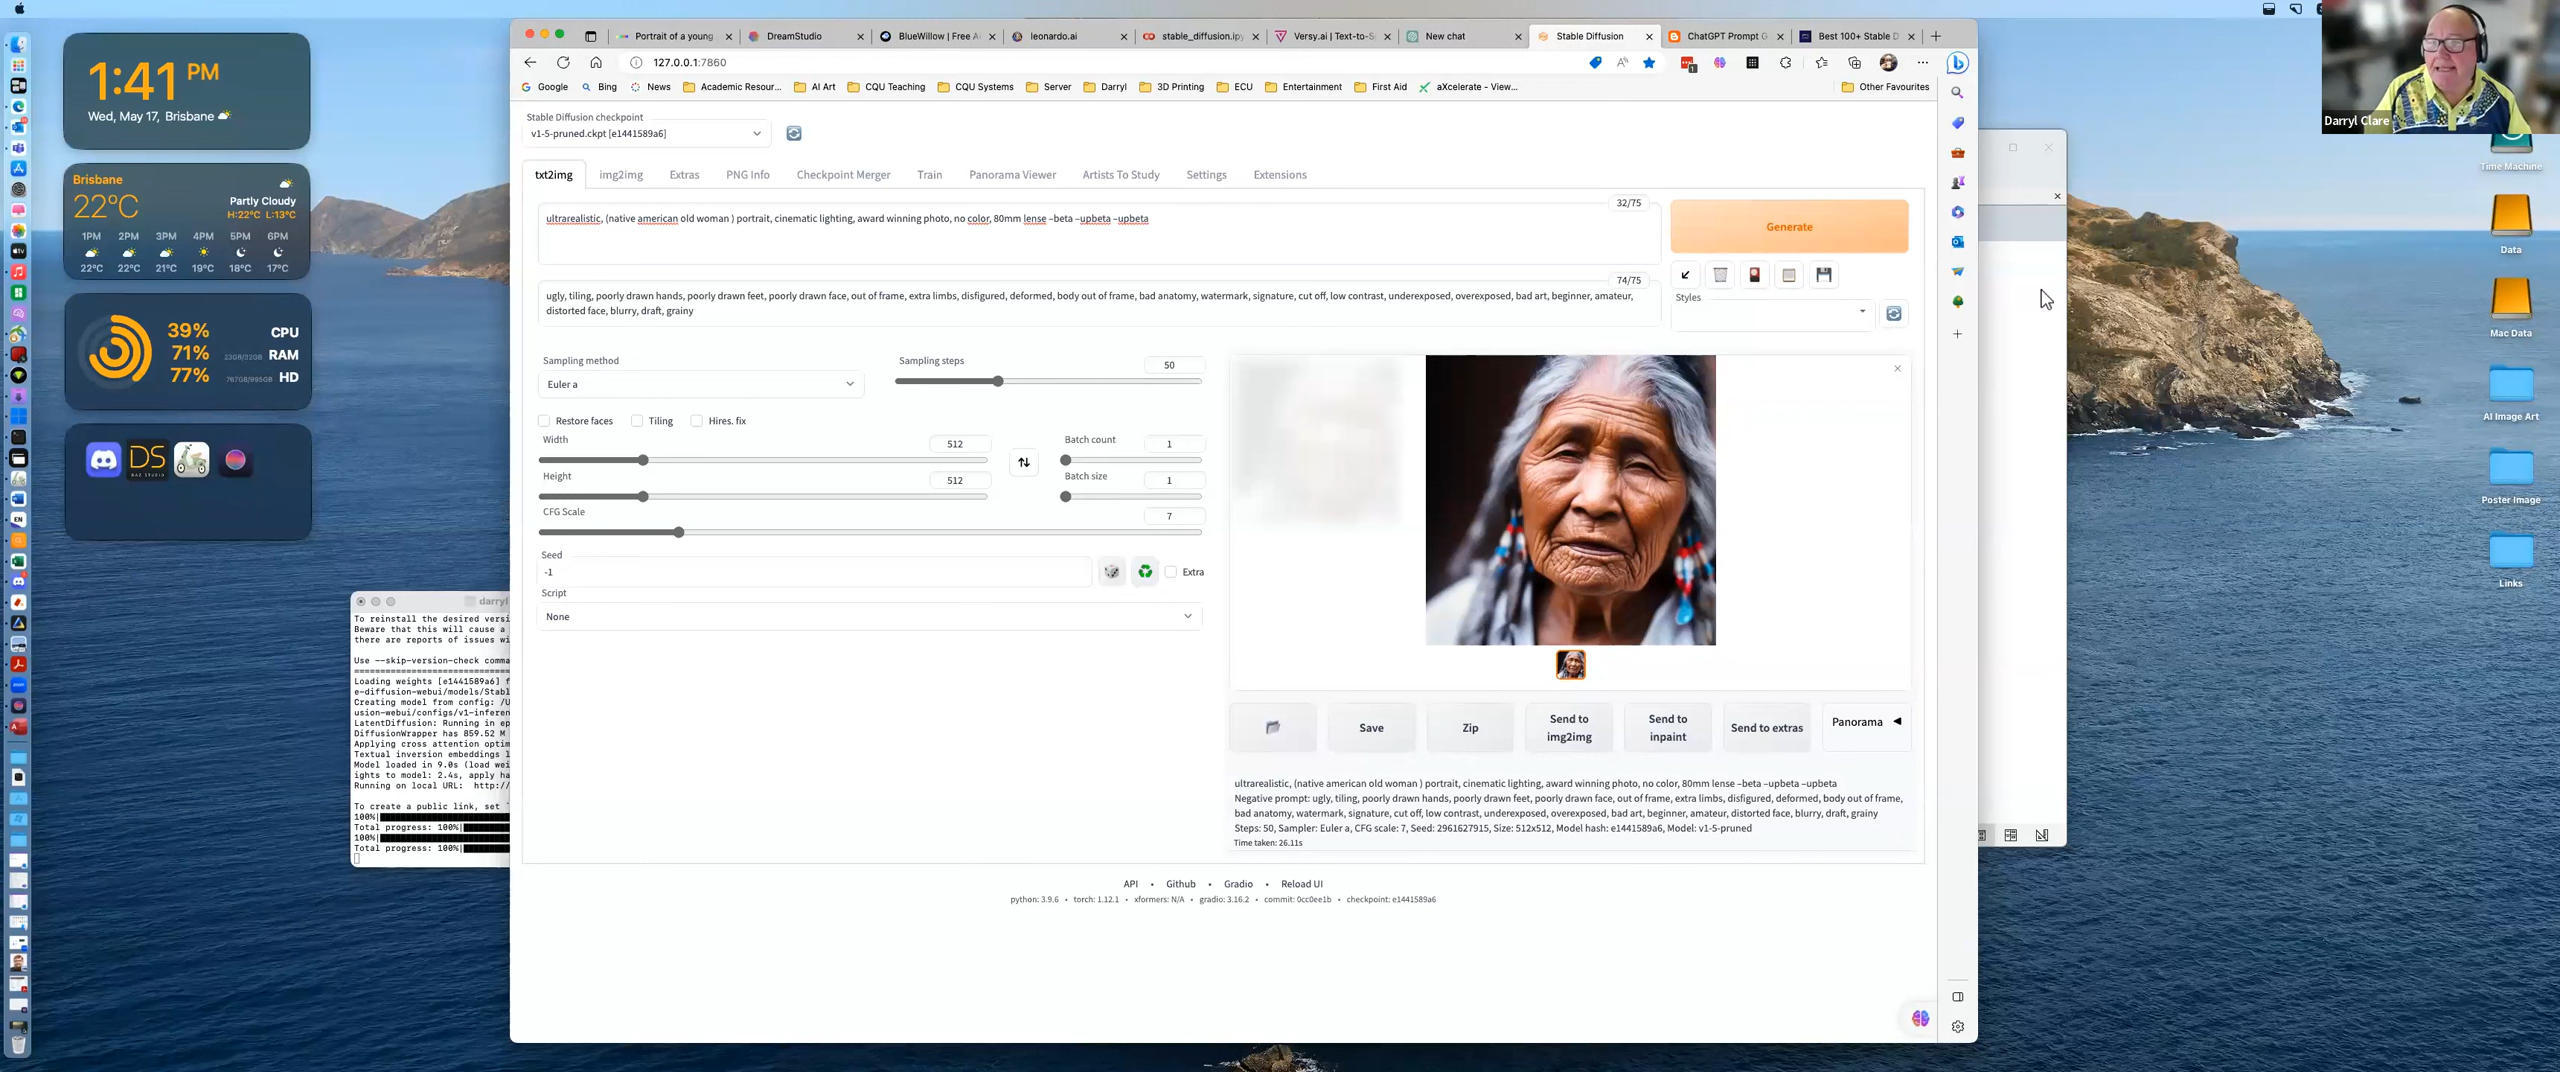 1:41 PM
Wed, May 17, Brisbane
Brisbane
22°C
Partly Cloudy
H:22°C L:13°C
1PM 2PM 3PM 4PM 5PM 6PM
22°C 22°C 21°C 19°C 18°C 17°C
39% CPU
71% 23GB/32GB RAM
77% 767GB/995GB HD
DS
DAZ STUDIO
Portrait of a young
DreamStudio
BlueWillow | Free A
leonardo.ai
stable_diffusion.ipy
Versy.ai | Text-to-S
New chat
Stable Diffusion
ChatGPT Prompt G
Best 100+ Stable D
127.0.0.1:7860
Google
Bing
News
Academic Resour...
AI Art
CQU Teaching
CQU Systems
Server
Darryl
3D Printing
ECU
Entertainment
First Aid
aXcelerate - View...
Other Favourites
Stable Diffusion checkpoint
v1-5-pruned.ckpt [e1441589a6]
txt2img
img2img
Extras
PNG Info
Checkpoint Merger
Train
Panorama Viewer
Artists To Study
Settings
Extensions
32/75
ultrarealistic, (native american old woman ) portrait, cinematic lighting, award winning photo, no color, 80mm lense –beta –upbeta –upbeta
Generate
74/75
ugly, tiling, poorly drawn hands, poorly drawn feet, poorly drawn face, out of frame, extra limbs, disfigured, deformed, body out of frame, bad anatomy, watermark, signature, cut off, low contrast, underexposed, overexposed, bad art, beginner, amateur,
distorted face, blurry, draft, grainy
Styles
Sampling method
Euler a
Sampling steps
50
Restore faces
Tiling
Hires. fix
Width
512
Height
512
Batch count
1
Batch size
1
CFG Scale
7
Seed
-1
Extra
Script
None
Save
Zip
Send to
img2img
Send to
inpaint
Send to extras
Panorama
ultrarealistic, (native american old woman ) portrait, cinematic lighting, award winning photo, no color, 80mm lense –beta –upbeta –upbeta
Negative prompt: ugly, tiling, poorly drawn hands, poorly drawn feet, poorly drawn face, out of frame, extra limbs, disfigured, deformed, body out of frame,
bad anatomy, watermark, signature, cut off, low contrast, underexposed, overexposed, bad art, beginner, amateur, distorted face, blurry, draft, grainy
Steps: 50, Sampler: Euler a, CFG scale: 7, Seed: 2961627915, Size: 512x512, Model hash: e1441589a6, Model: v1-5-pruned
Time taken: 26.11s
API • Github • Gradio • Reload UI
python: 3.9.6 • torch: 1.12.1 • xformers: N/A • gradio: 3.16.2 • commit: 0cc0ee1b • checkpoint: e1441589a6
darryl
To reinstall the desired versi
Beware that this will cause a
there are reports of issues wi
Use --skip-version-check comma
Loading weights [e1441589a6] f
e-diffusion-webui/models/Stabl
Creating model from config: /U
usion-webui/configs/v1-inferen
LatentDiffusion: Running in ep
DiffusionWrapper has 859.52 M
Applying cross attention optim
Textual inversion embeddings l
Model loaded in 9.0s (load wei
ights to model: 2.4s, apply ha
Running on local URL: http:/
To create a public link, set `
100%|
Total progress: 100%|
100%|
Total progress: 100%|
Darryl Clare
Time Machine
Data
Mac Data
AI Image Art
Poster Image
Links